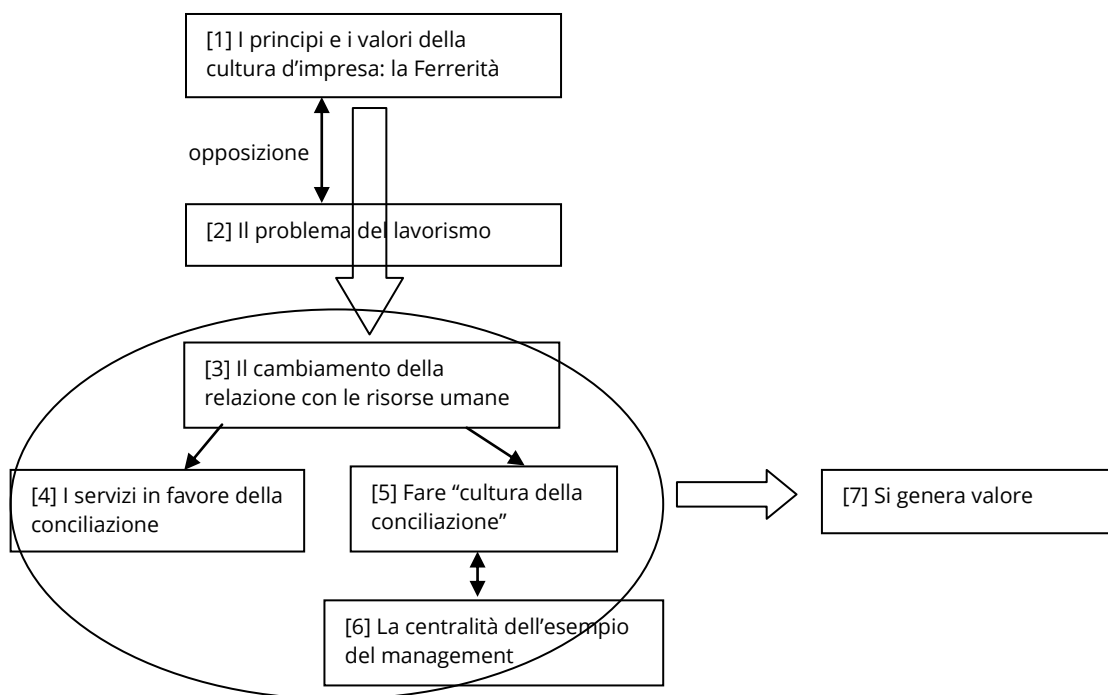 [1] I principi e i valori della
cultura d’impresa: la Ferrerità
opposizione
[2] Il problema del lavorismo
[3] Il cambiamento della
relazione con le risorse umane
[4] I servizi in favore della
conciliazione
[5] Fare “cultura della
conciliazione”
[7] Si genera valore
[6] La centralità dell’esempio
del management